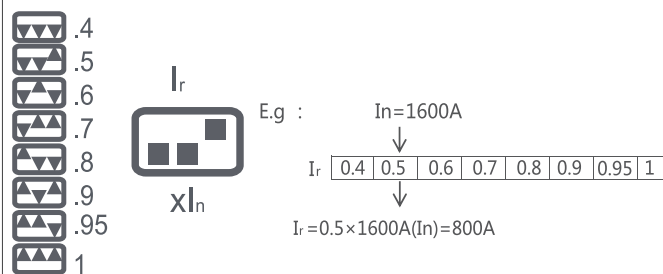 .4
.5
.6
.7
.8
.9
.95
1
Ir
xIn
E.g : In=1600A
Ir 0.4 0.5 0.6 0.7 0.8 0.9 0.95 1
Ir=0.5×1600A(In)=800A